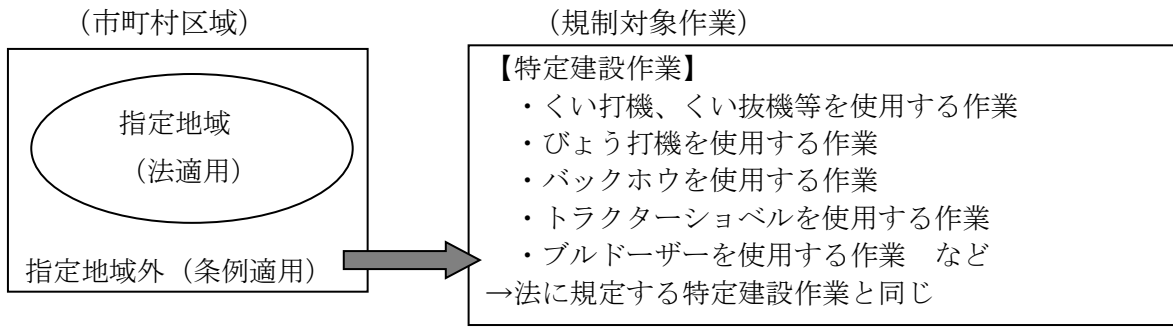 （市町村区域）
指定地域
（法適用）
指定地域外（条例適用）
（規制対象作業）
【特定建設作業】
・くい打機、くい抜機等を使用する作業
・びょう打機を使用する作業
・バックホウを使用する作業
・トラクターショベルを使用する作業
・ブルドーザーを使用する作業　など
→法に規定する特定建設作業と同じ